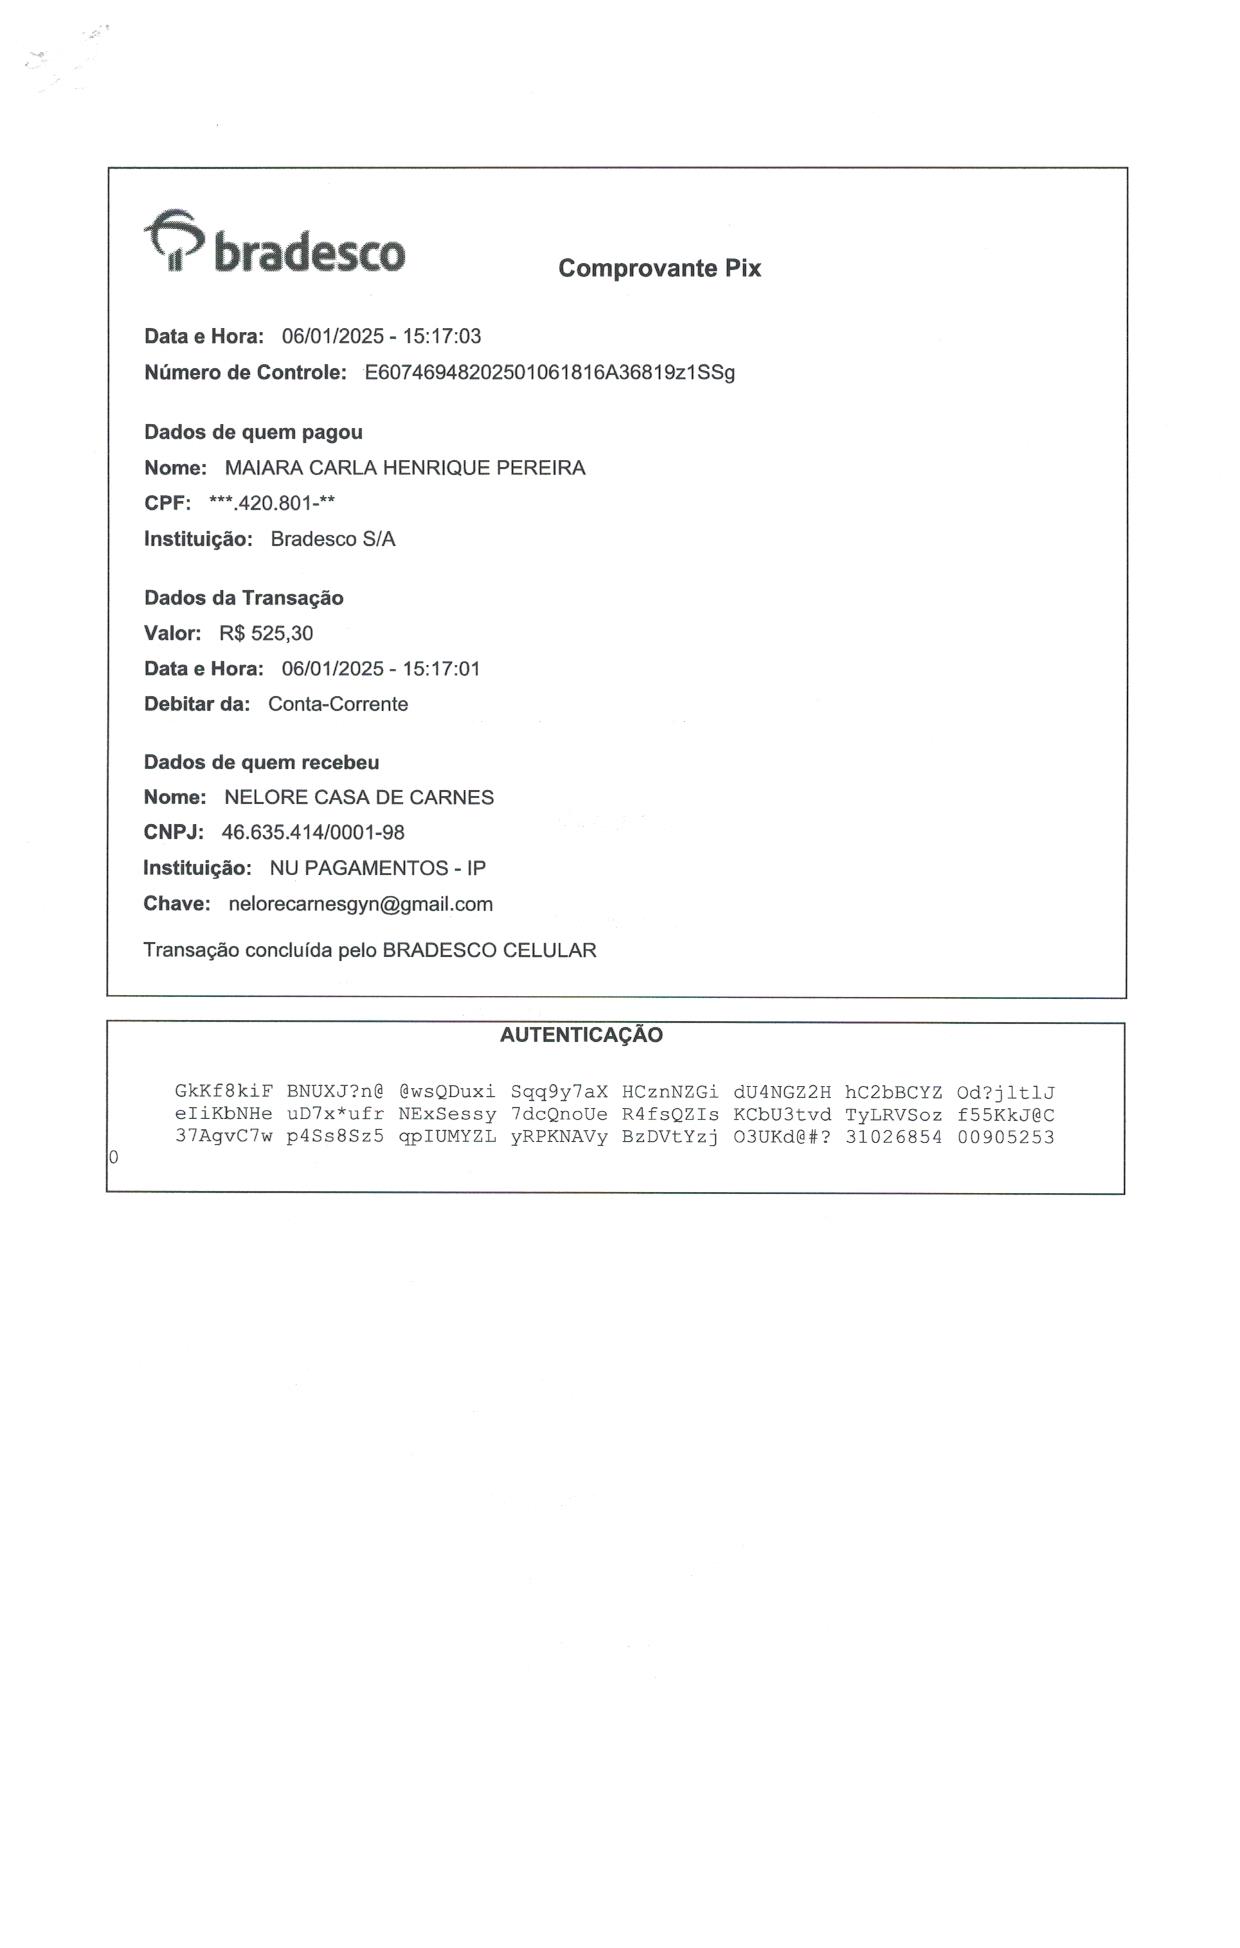 bradesco
Comprovante Pix
Data e Hora: 06/01/2025 - 15:17:03
Número de Controle: E60746948202501061816A36819z1SSg
Dados de quem pagou
Nome: MAIARA CARLA HENRIQUE PEREIRA
CPF: ***.420.801-**
Instituição: Bradesco S/A
Dados da Transação
Valor: R$ 525,30
Data e Hora: 06/01/2025 - 15:17:01
Debitar da: Conta-Corrente
Dados de quem recebeu
Nome: NELORE CASA DE CARNES
CNPJ: 46.635.414/0001-98
Instituição: NU PAGAMENTOS - IP
Chave: nelorecarnesgyn@gmail.com
Transação concluída pelo BRADESCO CELULAR
AUTENTICAÇÃO
GkKf8kiF BNUXJ?n@ @wsQDuxi Sqq9y7aX HCznNZGi dU4NGZ2H hC2bBCYZ Od?jltlJ
eIiKbNHe uD7x*ufr NExSessy 7dcQnoUe R4fsQZIs KCbU3tvd TyLRVSoz f55KkJ@C
37AgvC7w p4Ss8Sz5 qpIUMYZL yRPKNAVy BzDVtYzj O3UKd@#? 31026854 00905253
0